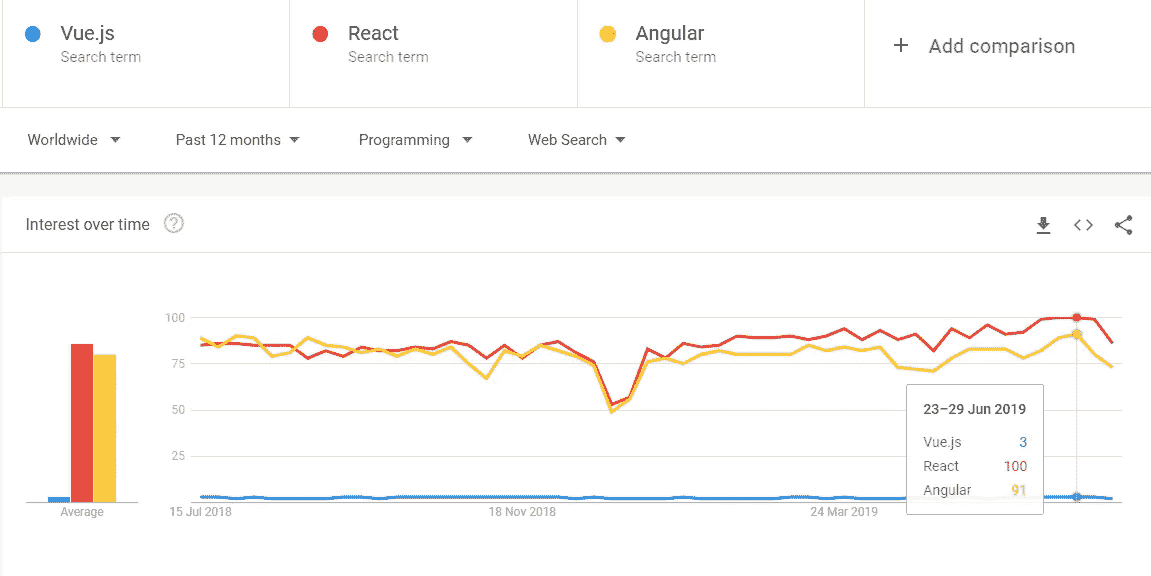 Vue.js
Search term
React
Search term
Angular
Search term
+ Add comparison
Worldwide
Past 12 months
Programming
Web Search
Interest over time ?
100
75
50
25
Average
15 Jul 2018
18 Nov 2018
24 Mar 2019
23–29 Jun 2019
Vue.js 3
React 100
Angular 91